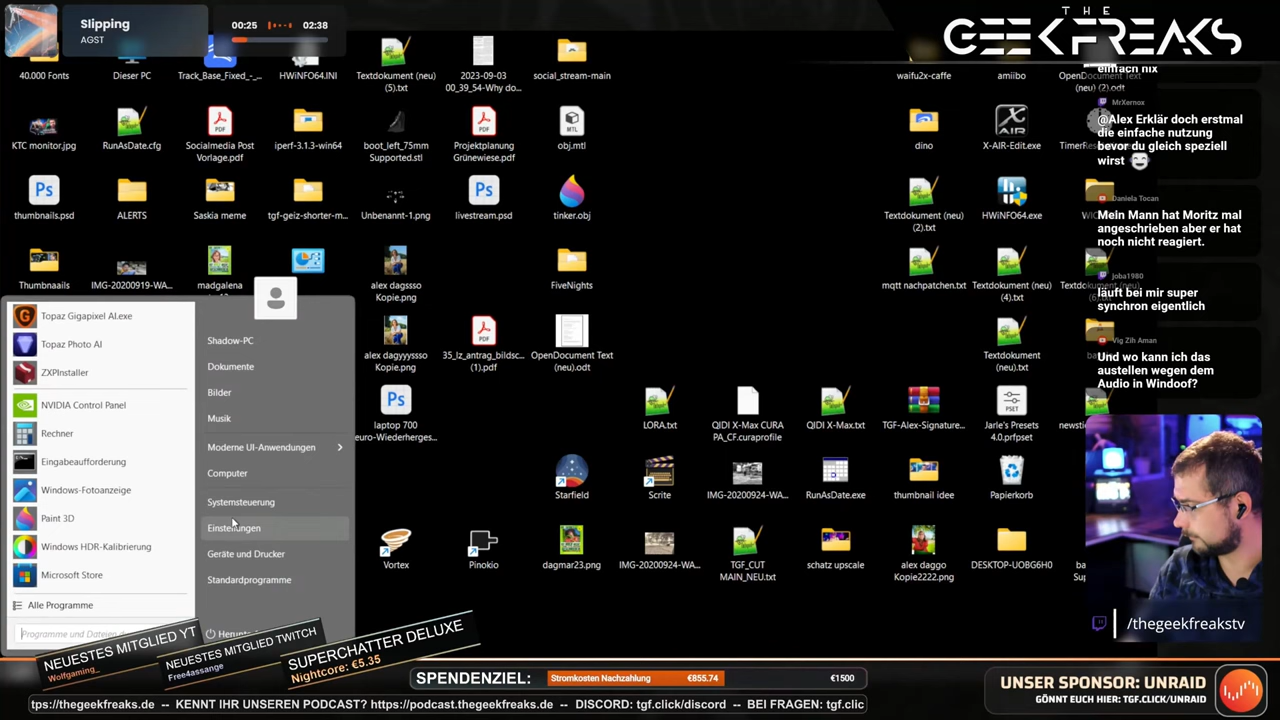 Slipping
AGST
00:25
02:38
THE
GEEKFREAKS
40.000 Fonts
Dieser PC
Track_Base_Fixed_-_...
HWiNFO64.INI
Textdokument (neu)
(5).txt
2023-09-03
00_39_54-Why do...
social_stream-main
waifu2x-caffe
amiibo
OpenDocument Text
(neu) (2).odt
KTC monitor.jpg
RunAsDate.cfg
Socialmedia Post
Vorlage.pdf
iperf-3.1.3-win64
boot_left_75mm
Supported.stl
Projektplanung
Grünewiese.pdf
obj.mtl
dino
X-AIR-Edit.exe
thumbnails.psd
ALERTS
Saskia meme
tgf-geiz-shorter-m...
Unbenannt-1.png
livestream.psd
tinker.obj
Textdokument (neu)
(2).txt
HWiNFO64.exe
Thumbnaails
IMG-20200919-WA...
madgalena
alex dagssso
Kopie.png
FiveNights
mqtt nachpatchen.txt
Textdokument (neu)
(4).txt
alex dagyyyssso
Kopie.png
35_lz_antrag_bildsc...
(1).pdf
OpenDocument Text
(neu).odt
Textdokument
(neu).txt
laptop 700
euro-Wiederherges...
LORA.txt
QIDI X-Max CURA
PA_CF.curaprofile
QIDI X-Max.txt
TGF-Alex-Signature...
Jarle's Presets
4.0.prfpset
Starfield
Scrite
IMG-20200924-WA...
RunAsDate.exe
thumbnail idee
Papierkorb
Vortex
Pinokio
dagmar23.png
IMG-20200924-WA...
TGF_CUT
MAIN_NEU.txt
schatz upscale
alex daggo
Kopie2222.png
DESKTOP-UOBG6H0
Topaz Gigapixel AI.exe
Topaz Photo AI
ZXPInstaller
NVIDIA Control Panel
Rechner
Eingabeaufforderung
Windows-Fotoanzeige
Paint 3D
Windows HDR-Kalibrierung
Microsoft Store
Alle Programme
Programme und Dateien
Shadow-PC
Dokumente
Bilder
Musik
Moderne UI-Anwendungen
Computer
Systemsteuerung
Einstellungen
Geräte und Drucker
Standardprogramme
einfach nix
MrXernox
@Alex Erklär doch erstmal
die einfache nutzung
bevor du gleich speziell
wirst
Daniela Tocan
Mein Mann hat Moritz mal
angeschrieben aber er hat
noch nicht reagiert.
Joba1980
läuft bei mir super
synchron eigentlich
Vig Zih Aman
Und wo kann ich das
austellen wegen dem
Audio in Windoof?
/thegeekfreakstv
NEUESTES MITGLIED YT
Wolfgaming_
NEUESTES MITGLIED TWITCH
Free4assange
SUPERCHATTER DELUXE
Nightcore: €5.35
SPENDENZIEL:
Stromkosten Nachzahlung
€855.74
€1500
UNSER SPONSOR: UNRAID
GÖNNT EUCH HIER: TGF.CLICK/UNRAID
tps://thegeekfreaks.de -- KENNT IHR UNSEREN PODCAST? https://podcast.thegeekfreaks.de -- DISCORD: tgf.click/discord -- BEI FRAGEN: tgf.clic